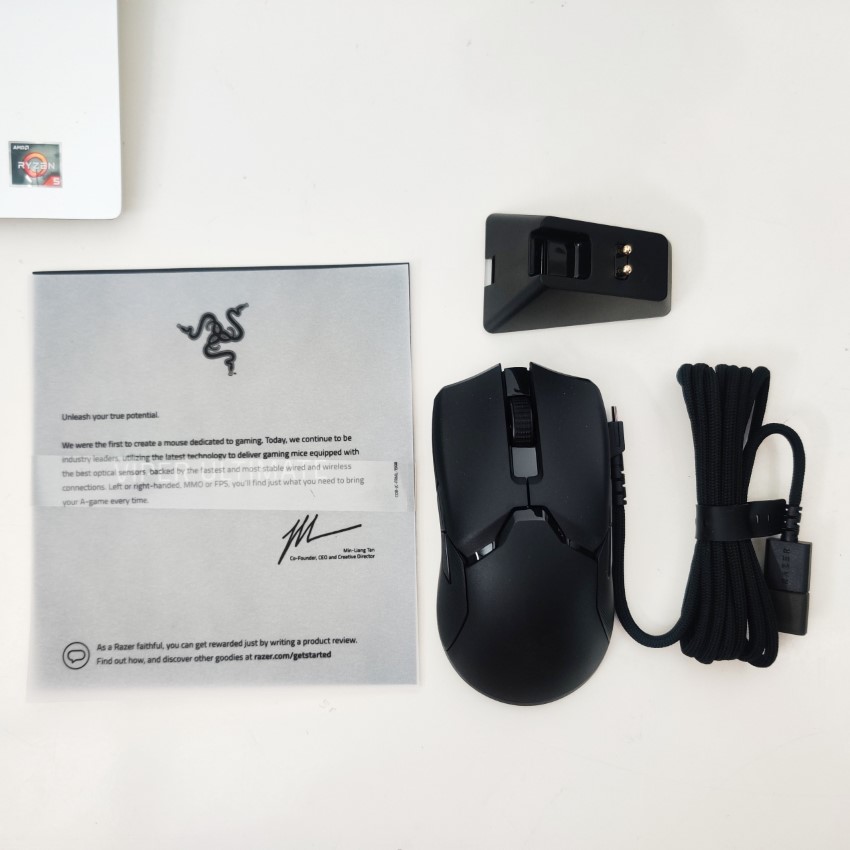 AMD
RYZEN
5
Unleash your true potential.
We were the first to create a mouse dedicated to gaming. Today, we continue to be
industry leaders, utilizing the latest technology to deliver gaming mice equipped with
the best optical sensors, backed by the fastest and most stable wired and wireless
connections. Left or right-handed, MMO or FPS, you'll find just what you need to bring
your A-game every time.
Min-Liang Tan
Co-Founder, CEO and Creative Director
As a Razer faithful, you can get rewarded just by writing a product review.
Find out how, and discover other goodies at razer.com/getstarted
RAZER